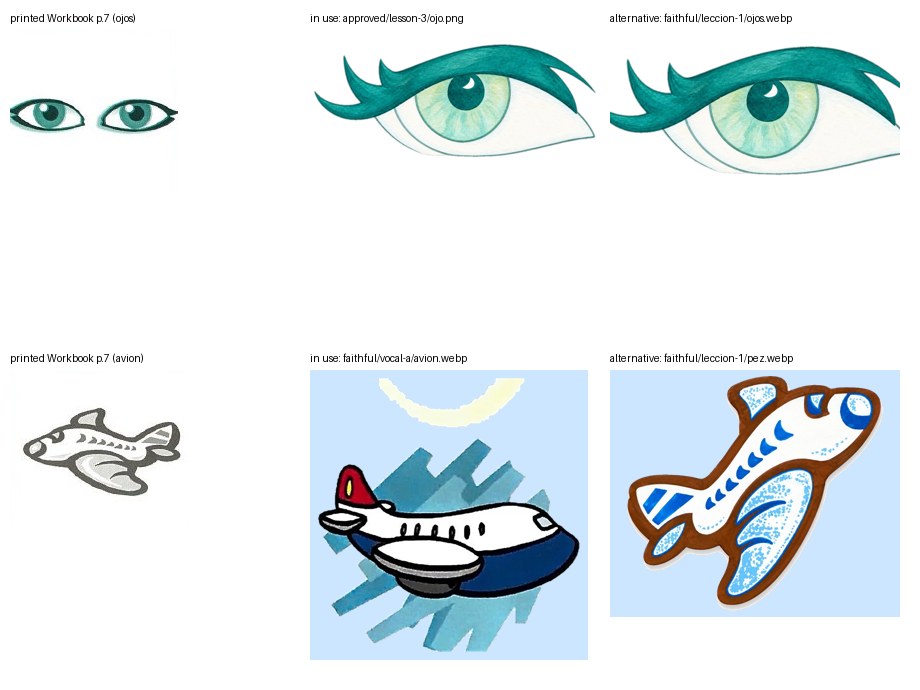 printed Workbook p.7 (ojos)
in use: approved/lesson-3/ojo.png
alternative: faithful/leccion-1/ojos.webp
printed Workbook p.7 (avion)
in use: faithful/vocal-a/avion.webp
alternative: faithful/leccion-1/pez.webp